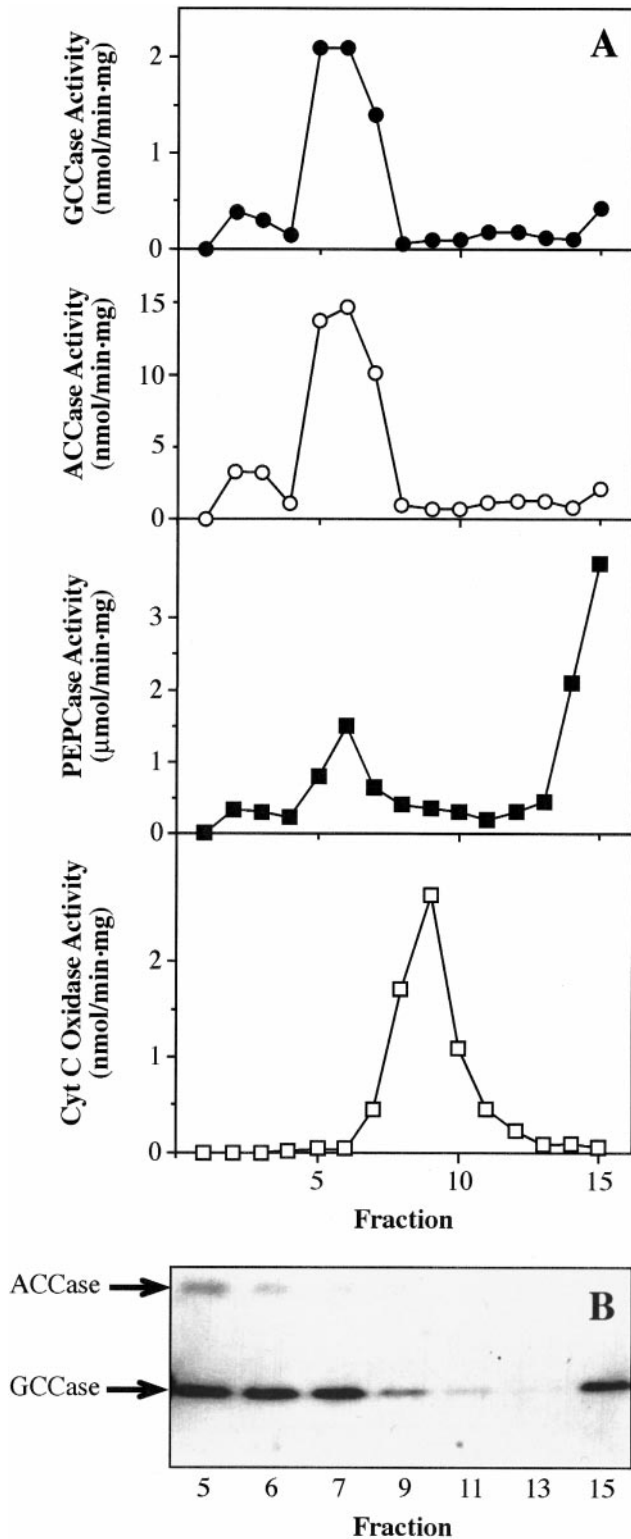 A
GCCase Activity
(nmol/min·mg)
2
1
0
ACCase Activity
(nmol/min·mg)
15
10
5
0
PEPCase Activity
(μmol/min·mg)
3
2
1
0
Cyt C Oxidase Activity
(nmol/min·mg)
2
1
0
5 10 15
Fraction
ACCase
B
GCCase
5 6 7 9 11 13 15
Fraction